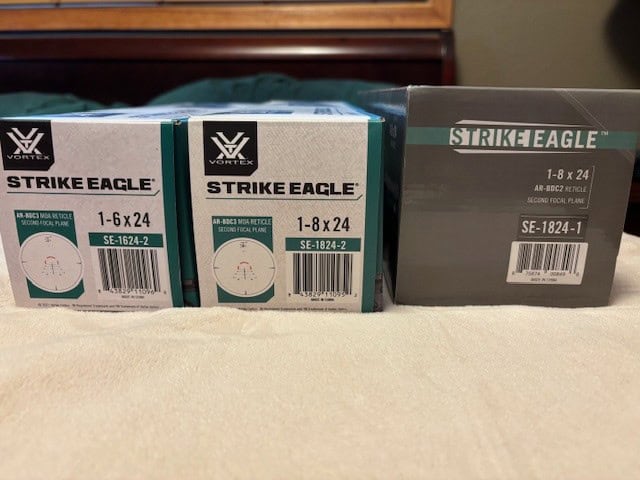 VORTEX
STRIKE EAGLE®
AR-BDC3 MOA RETICLE
SECOND FOCAL PLANE
1-6 x 24
SE-1624-2
MADE IN CHINA
VORTEX
STRIKE EAGLE®
AR-BDC3 MOA RETICLE
SECOND FOCAL PLANE
1-8 x 24
SE-1824-2
MADE IN CHINA
STRIKE EAGLE™
1-8 x 24
AR-BDC2 RETICLE
SECOND FOCAL PLANE
SE-1824-1
MADE IN CHINA